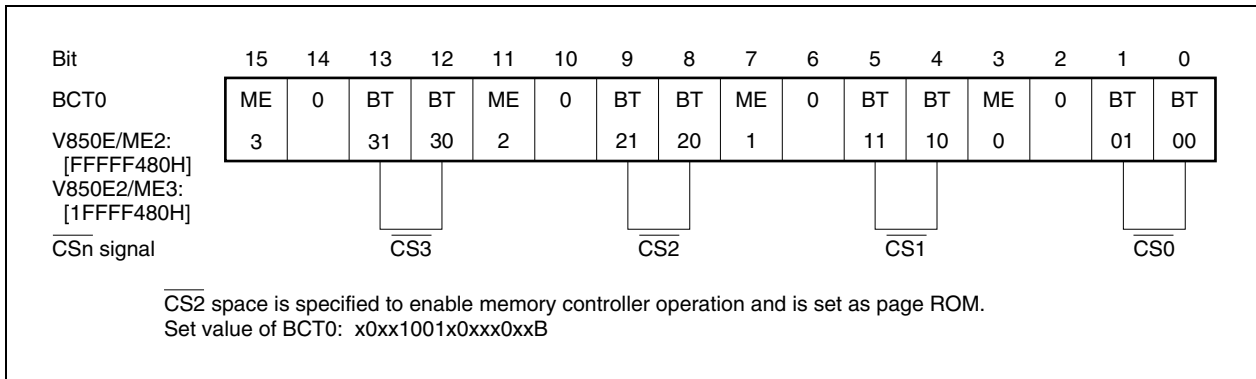 Bit 15 14 13 12 11 10 9 8 7 6 5 4 3 2 1 0
BCT0 ME 0 BT BT ME 0 BT BT ME 0 BT BT ME 0 BT BT
V850E/ME2: 3 31 30 2 21 20 1 11 10 0 01 00
[FFFFF480H]
V850E2/ME3:
[1FFFF480H]
CSn signal CS3 CS2 CS1 CS0
CS2 space is specified to enable memory controller operation and is set as page ROM.
Set value of BCT0: x0xx1001x0xxx0xxB